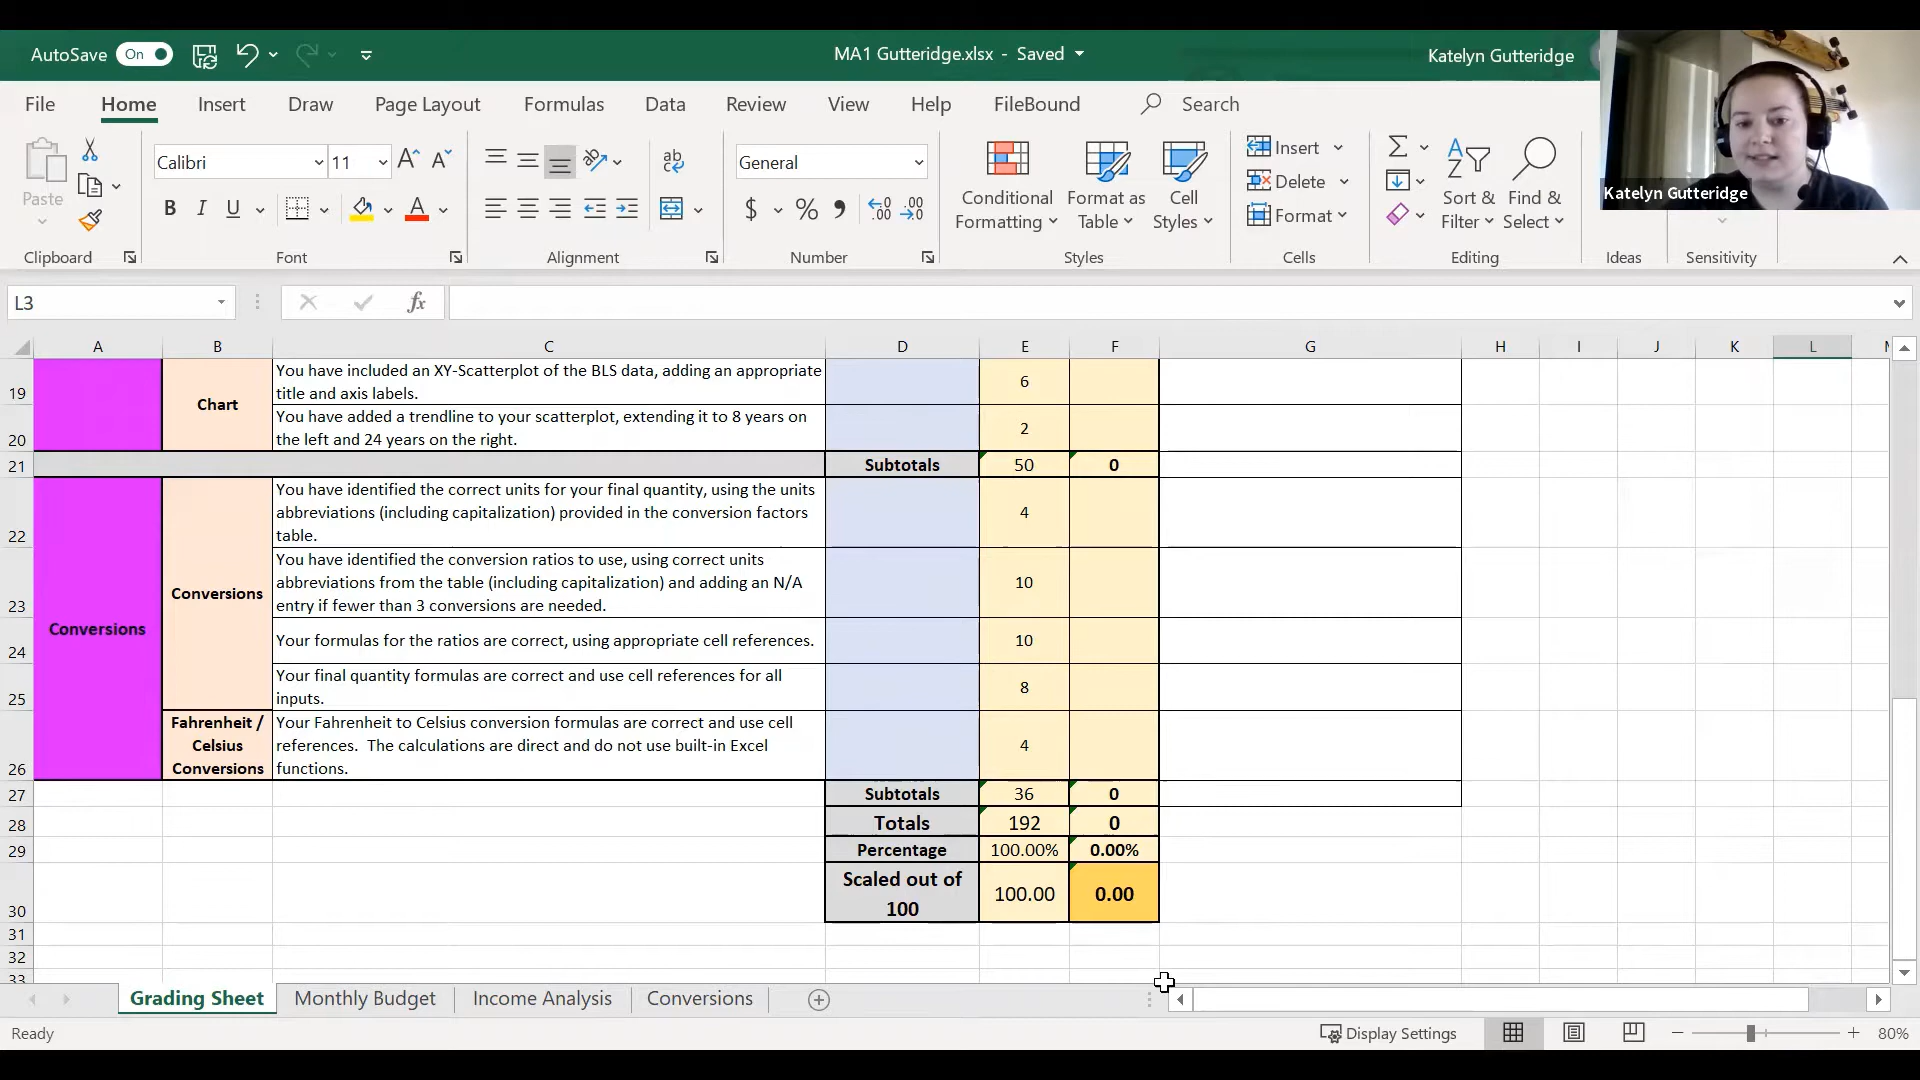 AutoSave On
MA1 Gutteridge.xlsx - Saved
Katelyn Gutteridge
File Home Insert Draw Page Layout Formulas Data Review View Help FileBound Search
Katelyn Gutteridge
Paste
Calibri 11
B I U A
ab
General
$ % 9
Conditional Formatting
Format as Table
Cell Styles
Insert
Delete
Format
Sort & Filter
Find & Select
Clipboard Font Alignment Number Styles Cells Editing Ideas Sensitivity
L3
fx
A B C D E F G H I J K L
19
Chart
You have included an XY-Scatterplot of the BLS data, adding an appropriate
title and axis labels.
6
20
You have added a trendline to your scatterplot, extending it to 8 years on
the left and 24 years on the right.
2
21 Subtotals 50 0
Conversions
Conversions
22
You have identified the correct units for your final quantity, using the units
abbreviations (including capitalization) provided in the conversion factors
table.
4
23
You have identified the conversion ratios to use, using correct units
abbreviations from the table (including capitalization) and adding an N/A
entry if fewer than 3 conversions are needed.
10
24 Your formulas for the ratios are correct, using appropriate cell references. 10
25
Your final quantity formulas are correct and use cell references for all
inputs.
8
26
Fahrenheit /
Celsius
Conversions
Your Fahrenheit to Celsius conversion formulas are correct and use cell
references. The calculations are direct and do not use built-in Excel
functions.
4
27 Subtotals 36 0
28 Totals 192 0
29 Percentage 100.00% 0.00%
30 Scaled out of
100
100.00 0.00
31
32
33
Grading Sheet Monthly Budget Income Analysis Conversions
Ready
Display Settings
80%